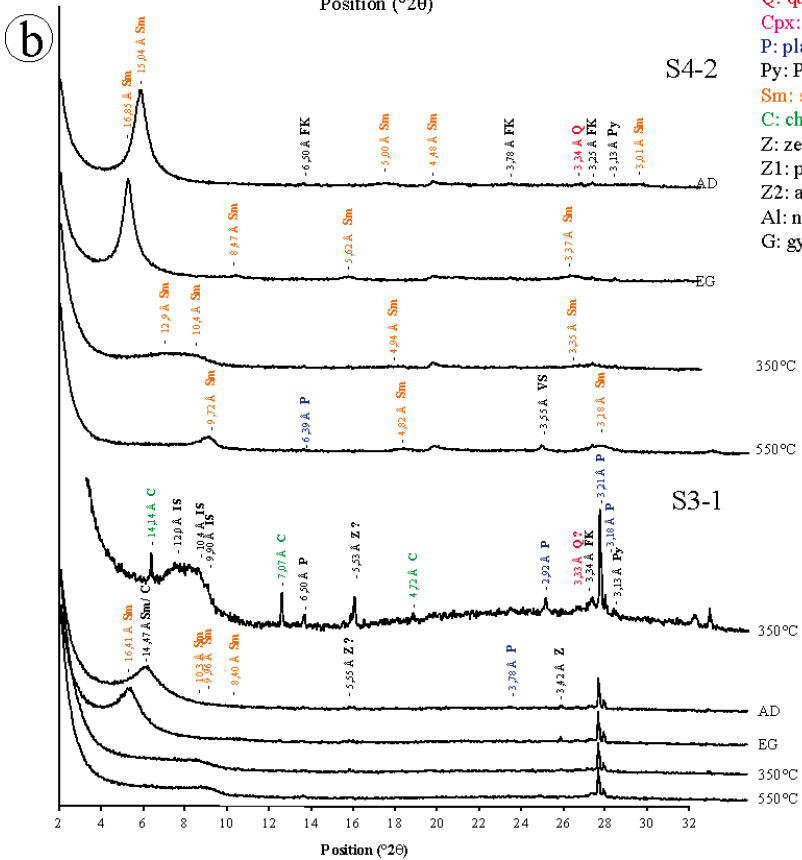 Position (°2θ)
b
S4-2
Cpx:
P: pla
Py: P
Sm: s
C: ch
Z: ze
Z1: p
Z2: a
Al: n
G: gy
16,85 Å Sm
15,04 Å Sm
6,50 Å FK
5,00 Å Sm
4,48 Å Sm
3,78 Å FK
3,34 Å Q
3,25 Å FK
3,13 Å Py
3,01 Å Sm
AD
8,47 Å Sm
5,62 Å Sm
3,37 Å Sm
EG
12,9 Å Sm
10,4 Å Sm
4,94 Å Sm
3,35 Å Sm
350°C
9,72 Å Sm
6,39 Å P
4,82 Å Sm
3,55 Å VS
3,18 Å Sm
550°C
S3-1
14,14 Å C
12,0 Å IS
10,4 Å IS
9,90 Å IS
7,07 Å C
6,50 Å P
5,53 Å Z ?
4,72 Å C
2,92 Å P
3,33 Å Q ?
3,34 Å FK
3,21 Å P
3,18 Å P
3,13 Å Py
350°C
16,41 Å Sm
14,47 Å Sm/ C
10,3 Å Sm
9,96 Å Sm
8,40 Å Sm
5,55 Å Z ?
3,78 Å P
3,42 Å Z
AD
EG
350°C
550°C
2 4 6 8 10 12 14 16 18 20 22 24 26 28 30 32
Position (°2θ)